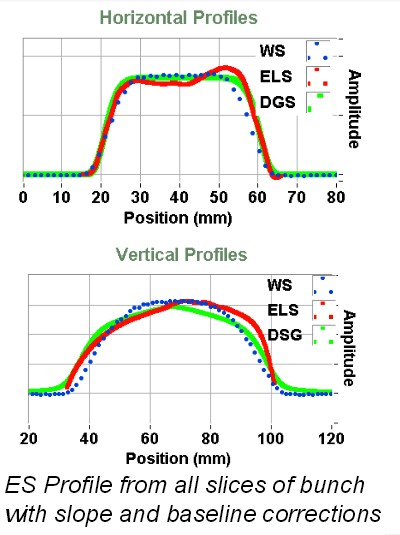 Horizontal Profiles
WS
ELS
DGS
Amplitude
0 10 20 30 40 50 60 70 80
Position (mm)
Vertical Profiles
WS
ELS
DSG
Amplitude
20 40 60 80 100 120
Position (mm)
ES Profile from all slices of bunch
with slope and baseline corrections